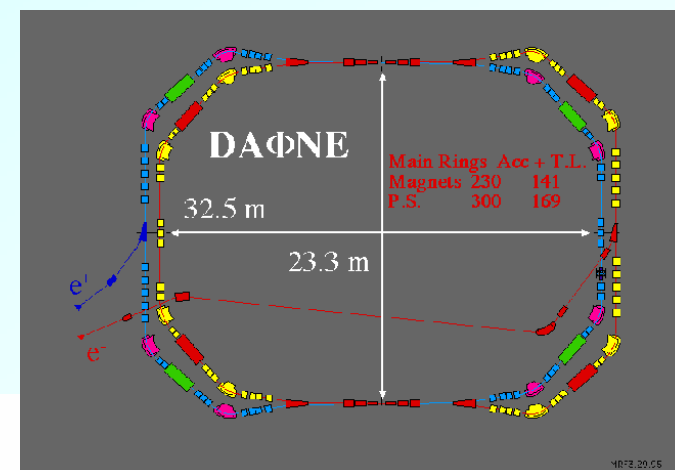 DAΦNE
Main Rings Acc + T.L.
Magnets 230 141
P.S. 300 169
32.5 m
23.3 m
e⁺
e⁻